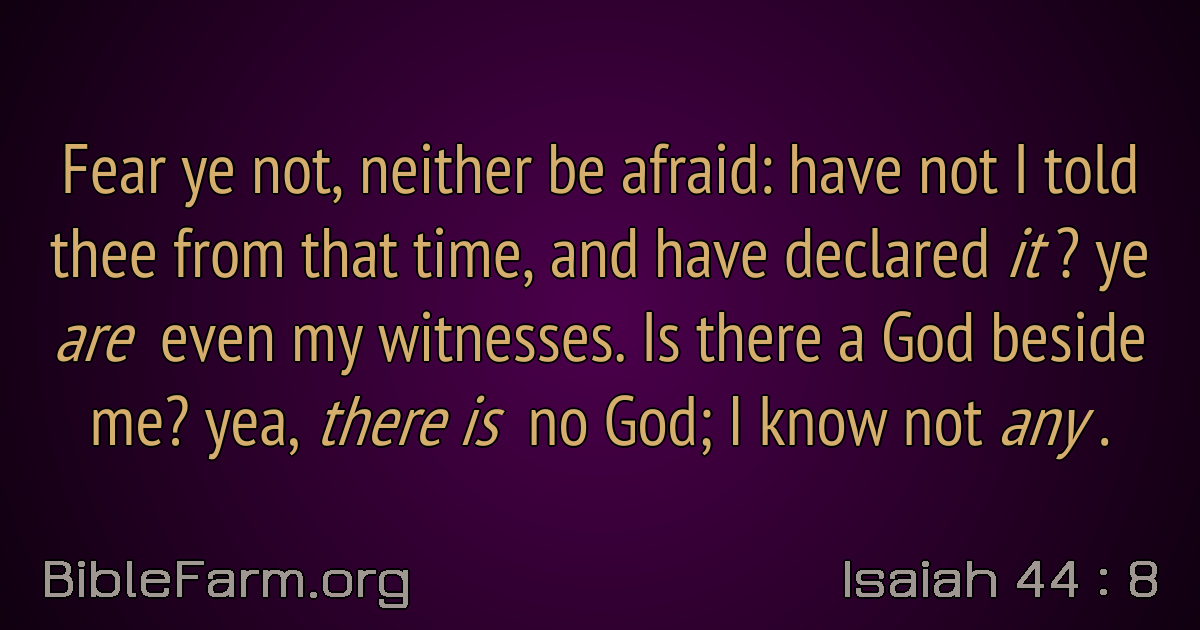 Fear ye not, neither be afraid: have not I told
thee from that time, and have declared it ? ye
are even my witnesses. Is there a God beside
me? yea, there is no God; I know not any .
BibleFarm.org
Isaiah 44 : 8